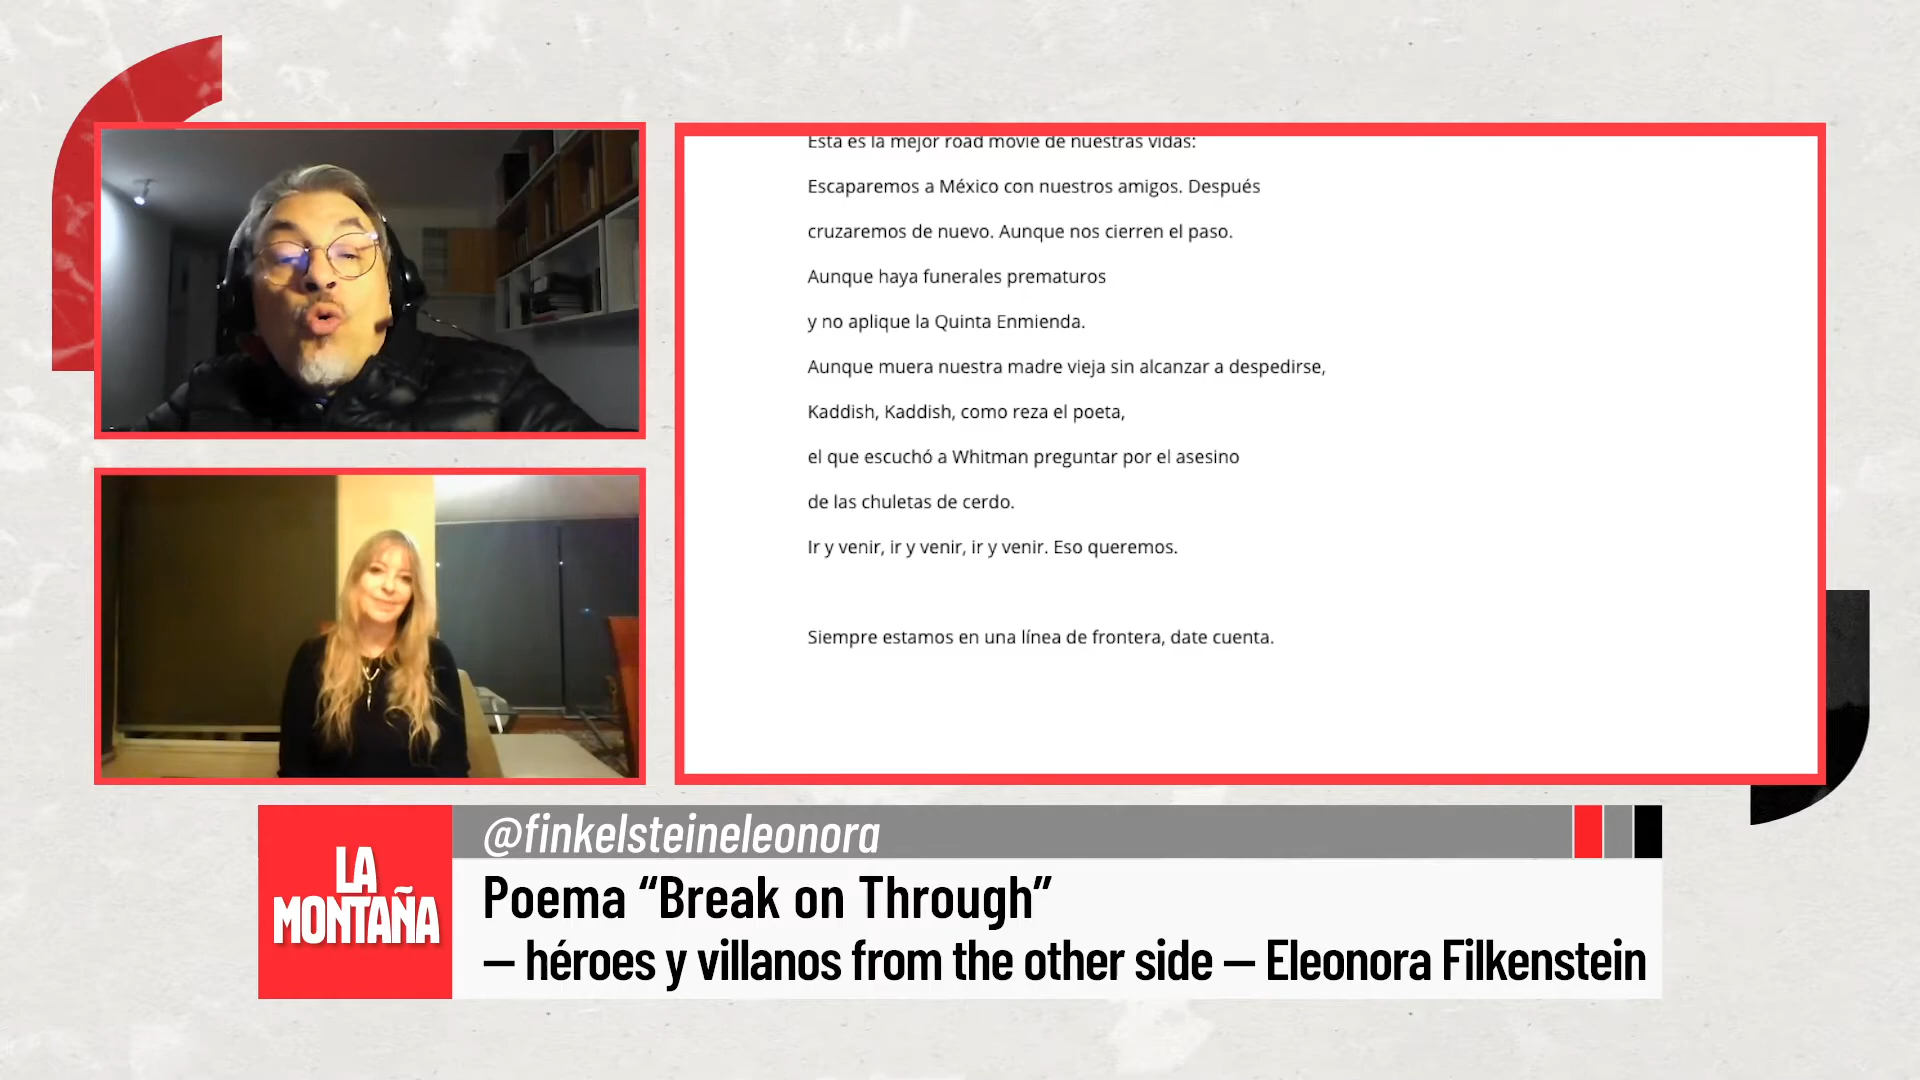 Esta es la mejor road movie de nuestras vidas:
Escaparemos a México con nuestros amigos. Después
cruzaremos de nuevo. Aunque nos cierren el paso.
Aunque haya funerales prematuros
y no aplique la Quinta Enmienda.
Aunque muera nuestra madre vieja sin alcanzar a despedirse,
Kaddish, Kaddish, como reza el poeta,
el que escuchó a Whitman preguntar por el asesino
de las chuletas de cerdo.
Ir y venir, ir y venir, ir y venir. Eso queremos.
Siempre estamos en una línea de frontera, date cuenta.
LA
MONTAÑA
@finkelsteineleonora
Poema “Break on Through”
– héroes y villanos from the other side – Eleonora Filkenstein